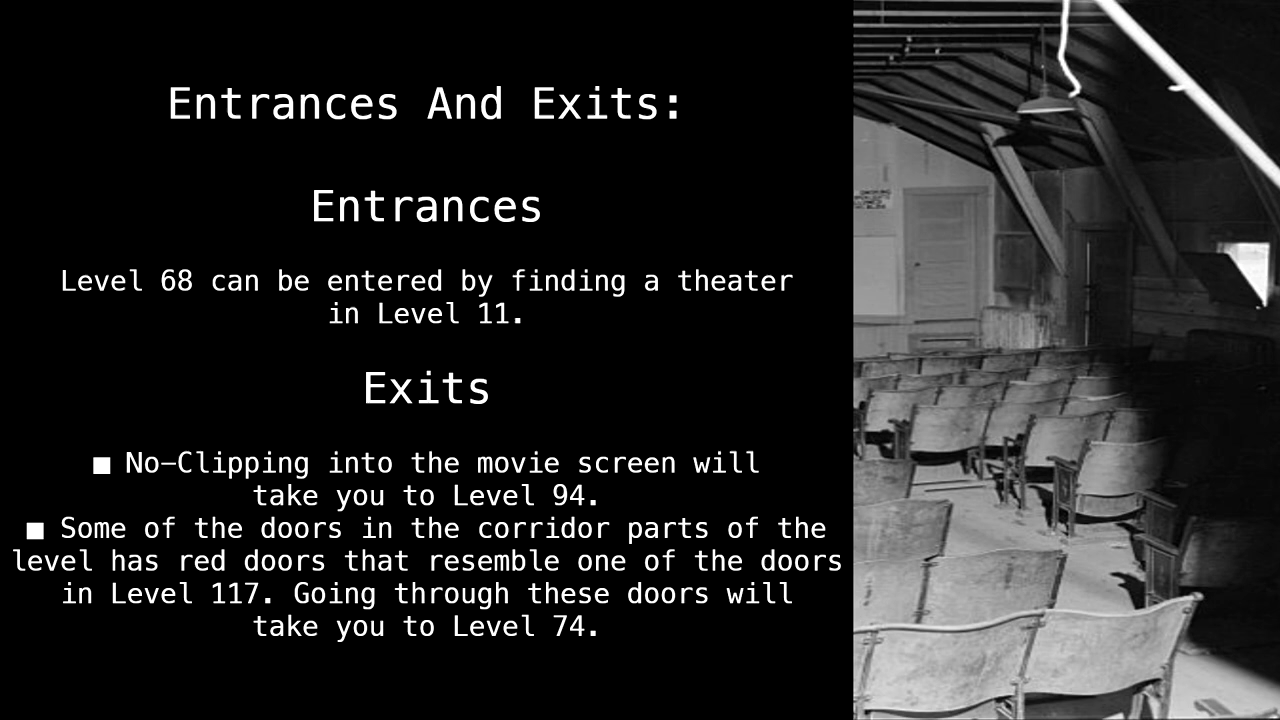 Entrances And Exits:
Entrances
Level 68 can be entered by finding a theater
in Level 11.
Exits
■ No-Clipping into the movie screen will
take you to Level 94.
■ Some of the doors in the corridor parts of the
level has red doors that resemble one of the doors
in Level 117. Going through these doors will
take you to Level 74.